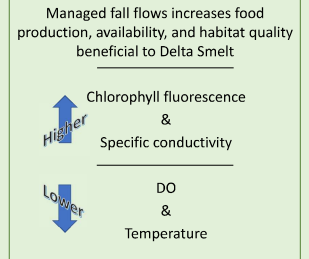 Managed fall flows increases food
production, availability, and habitat quality
beneficial to Delta Smelt
Higher
Chlorophyll fluorescence
&
Specific conductivity
Lower
DO
&
Temperature